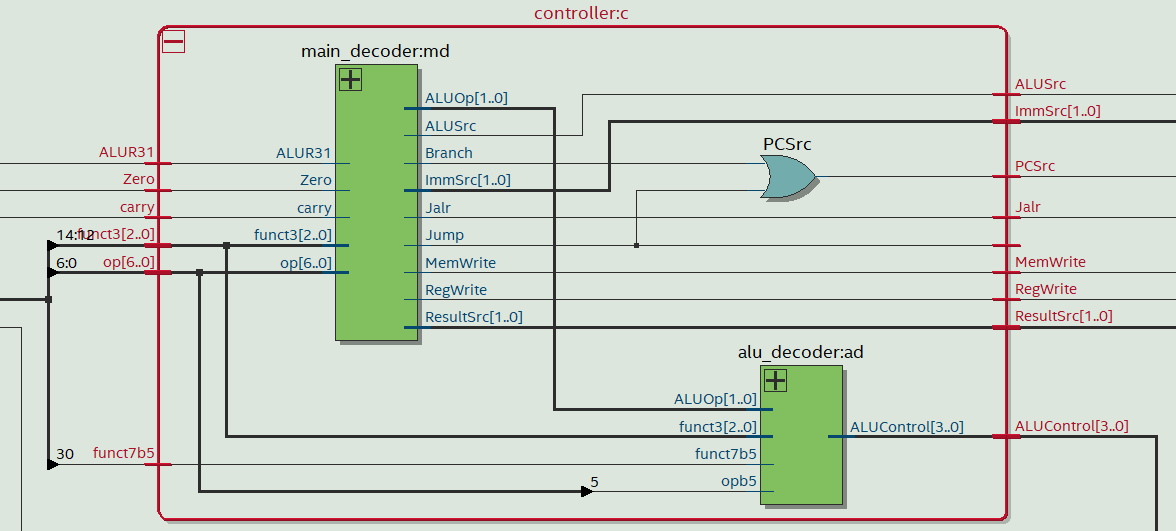 controller:c
main_decoder:md
ALUOp[1..0]
ALUSrc
ALUSrc
ImmSrc[1..0]
ALUSrc
PCSrc
ALUR31
ALUR31
Branch
PCSrc
Zero
Zero
ImmSrc[1..0]
carry
carry
Jalr
Jalr
14:12
funct3[2..0]
funct3[2..0]
Jump
6:0
op[6..0]
op[6..0]
MemWrite
MemWrite
RegWrite
RegWrite
ResultSrc[1..0]
ResultSrc[1..0]
alu_decoder:ad
ALUOp[1..0]
funct3[2..0]
ALUControl[3..0]
ALUControl[3..0]
30
funct7b5
funct7b5
5
opb5